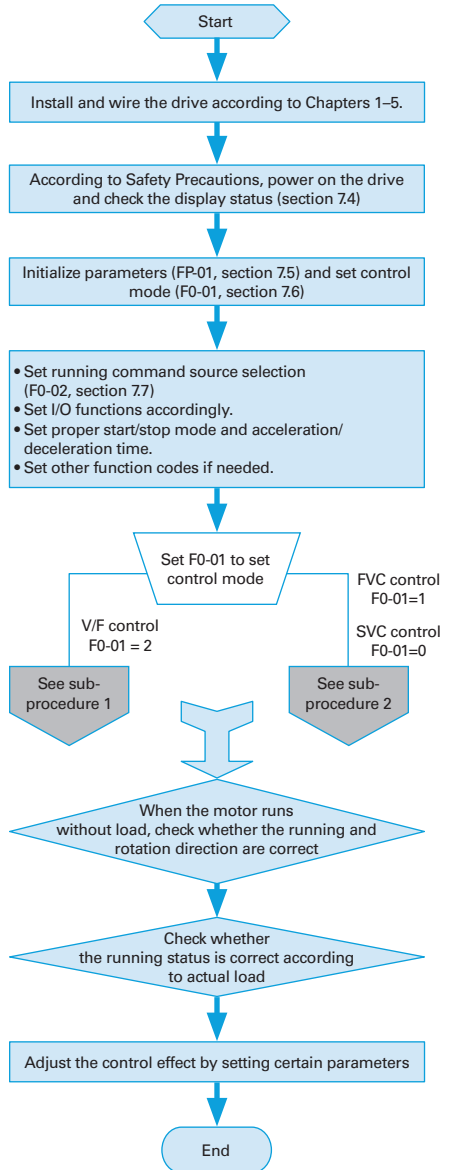 Start
Install and wire the drive according to Chapters 1–5.
According to Safety Precautions, power on the drive
and check the display status (section 7.4)
Initialize parameters (FP-01, section 7.5) and set control
mode (F0-01, section 7.6)
• Set running command source selection
(F0-02, section 7.7)
• Set I/O functions accordingly.
• Set proper start/stop mode and acceleration/
deceleration time.
• Set other function codes if needed.
Set F0-01 to set
control mode
V/F control
F0-01 = 2
FVC control
F0-01=1
SVC control
F0-01=0
See sub-
procedure 1
See sub-
procedure 2
When the motor runs
without load, check whether the running and
rotation direction are correct
Check whether
the running status is correct according
to actual load
Adjust the control effect by setting certain parameters
End